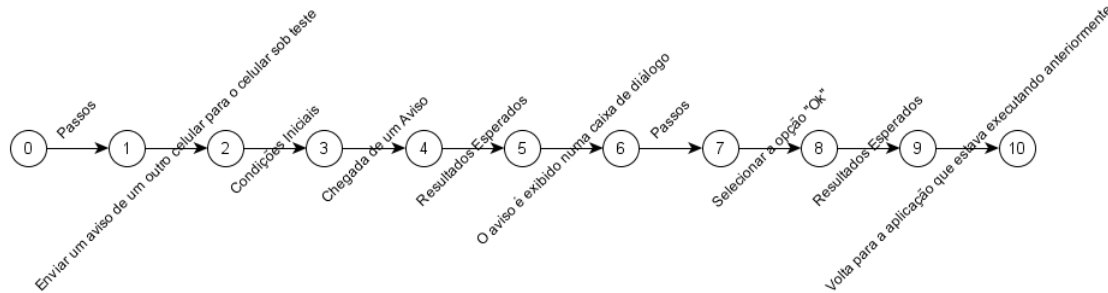 0
Passos
1
Enviar um aviso de um outro celular para o celular sob teste
2
Condições Iniciais
3
Chegada de um Aviso
4
Resultados Esperados
5
O aviso é exibido numa caixa de diálogo
6
Passos
7
Selecionar a opção "Ok"
8
Resultados Esperados
9
Volta para a aplicação que estava executando anteriormente
10